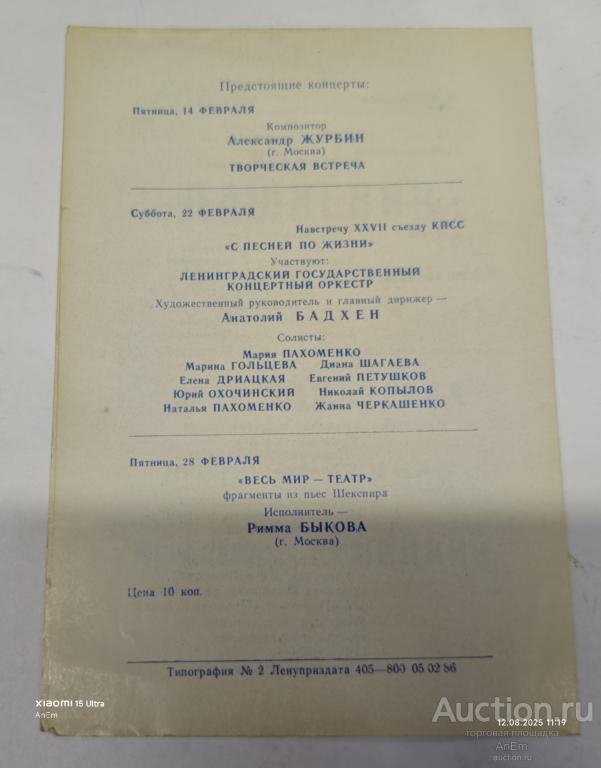 Предстоящие концерты:
Пятница, 14 ФЕВРАЛЯ
Композитор
Александр ЖУРБИН
(г. Москва)
ТВОРЧЕСКАЯ ВСТРЕЧА
Суббота, 22 ФЕВРАЛЯ
Навстречу XXVII съезду КПСС
«С ПЕСНЕЙ ПО ЖИЗНИ»
Участвуют:
ЛЕНИНГРАДСКИЙ ГОСУДАРСТВЕННЫЙ
КОНЦЕРТНЫЙ ОРКЕСТР
Художественный руководитель и главный дирижер —
Анатолий БАДХЕН
Солисты:
Мария ПАХОМЕНКО
Марина ГОЛЬЦЕВА Диана ШАГАЕВА
Елена ДРИАЦКАЯ Евгений ПЕТУШКОВ
Юрий ОХОЧИНСКИЙ Николай КОПЫЛОВ
Наталья ПАХОМЕНКО Жанна ЧЕРКАШЕНКО
Пятница, 28 ФЕВРАЛЯ
«ВЕСЬ МИР — ТЕАТР»
фрагменты из пьес Шекспира
Исполнитель —
Римма БЫКОВА
(г. Москва)
Цена 10 коп.
Типография № 2 Ленуприздата 405—800 05 02 86
XIAOMI 15 Ultra
AnEm
12.08.2025 11:19
Auction.ru
торговая площадка
AnEm
auction.ru